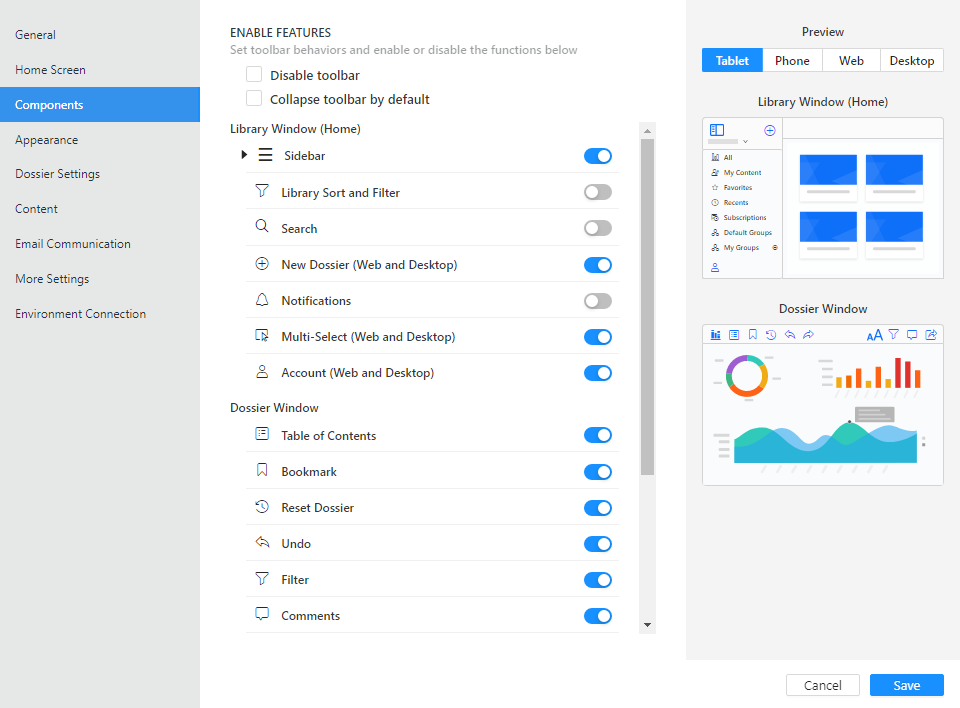 General
Home Screen
Components
Appearance
Dossier Settings
Content
Email Communication
More Settings
Environment Connection
ENABLE FEATURES
Set toolbar behaviors and enable or disable the functions below
Disable toolbar
Collapse toolbar by default
Library Window (Home)
Sidebar
Library Sort and Filter
Search
New Dossier (Web and Desktop)
Notifications
Multi-Select (Web and Desktop)
Account (Web and Desktop)
Dossier Window
Table of Contents
Bookmark
Reset Dossier
Undo
Filter
Comments
Preview
Tablet Phone Web Desktop
Library Window (Home)
All
My Content
Favorites
Recents
Subscriptions
Default Groups
My Groups
Dossier Window
AA
Cancel Save